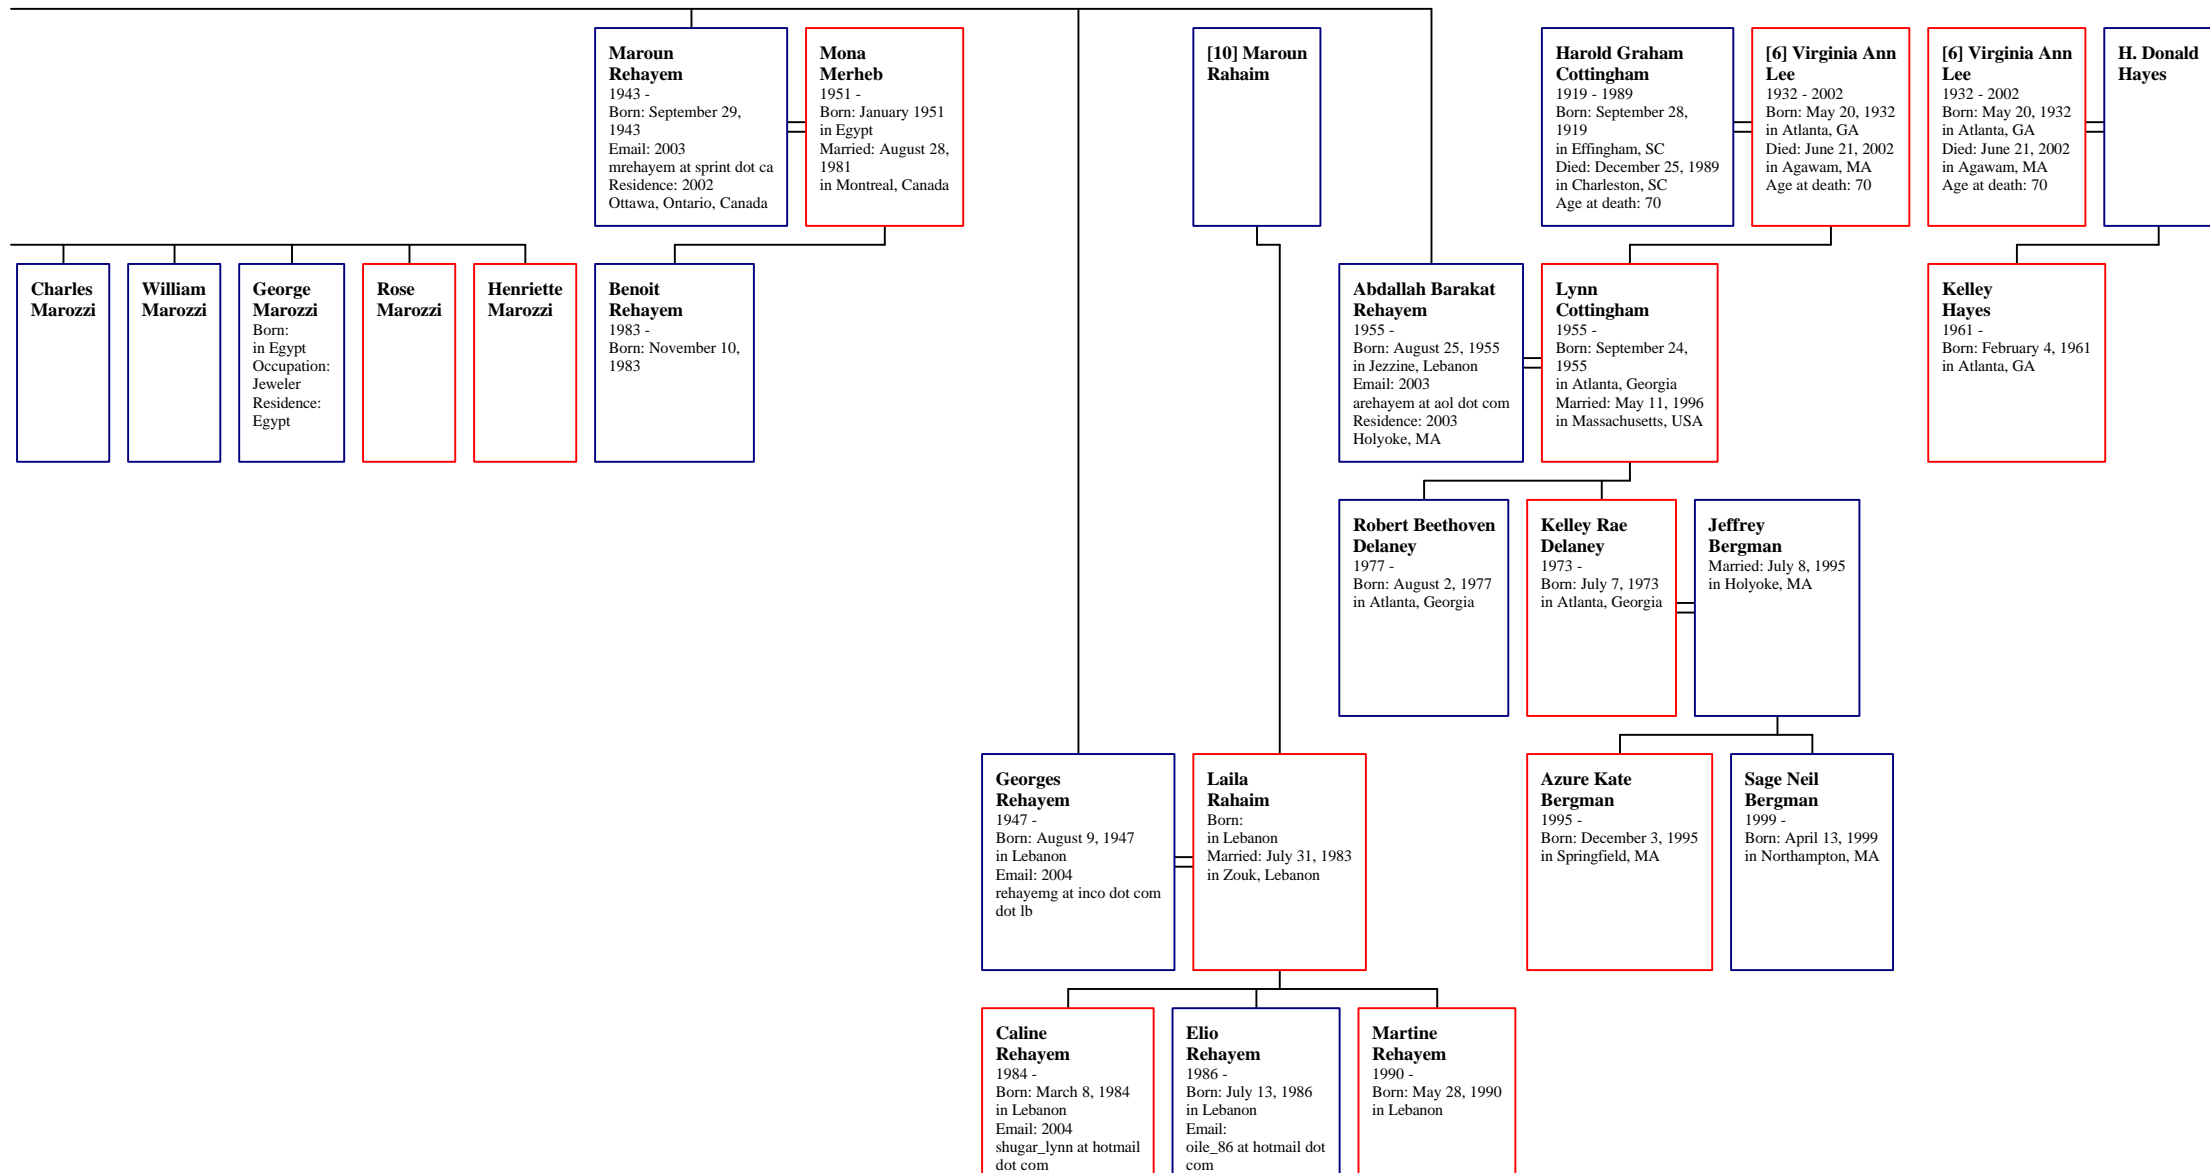 Maroun
Rehayem
1943 -
Born: September 29,
1943
Email: 2003
mrehayem at sprint dot ca
Residence: 2002
Ottawa, Ontario, Canada
Mona
Merheb
1951 -
Born: January 1951
in Egypt
Married: August 28,
1981
in Montreal, Canada
[10] Maroun
Rahaim
Harold Graham
Cottingham
1919 - 1989
Born: September 28,
1919
in Effingham, SC
Died: December 25, 1989
in Charleston, SC
Age at death: 70
[6] Virginia Ann
Lee
1932 - 2002
Born: May 20, 1932
in Atlanta, GA
Died: June 21, 2002
in Agawam, MA
Age at death: 70
[6] Virginia Ann
Lee
1932 - 2002
Born: May 20, 1932
in Atlanta, GA
Died: June 21, 2002
in Agawam, MA
Age at death: 70
H. Donald
Hayes
Charles
Marozzi
William
Marozzi
George
Marozzi
Born:
in Egypt
Occupation:
Jeweler
Residence:
Egypt
Rose
Marozzi
Henriette
Marozzi
Benoit
Rehayem
1983 -
Born: November 10,
1983
Abdallah Barakat
Rehayem
1955 -
Born: August 25, 1955
in Jezzine, Lebanon
Email: 2003
arehayem at aol dot com
Residence: 2003
Holyoke, MA
Lynn
Cottingham
1955 -
Born: September 24,
1955
in Atlanta, Georgia
Married: May 11, 1996
in Massachusetts, USA
Kelley
Hayes
1961 -
Born: February 4, 1961
in Atlanta, GA
Robert Beethoven
Delaney
1977 -
Born: August 2, 1977
in Atlanta, Georgia
Kelley Rae
Delaney
1973 -
Born: July 7, 1973
in Atlanta, Georgia
Jeffrey
Bergman
Married: July 8, 1995
in Holyoke, MA
Georges
Rehayem
1947 -
Born: August 9, 1947
in Lebanon
Email: 2004
rehayemg at inco dot com
dot lb
Laila
Rahaim
Born:
in Lebanon
Married: July 31, 1983
in Zouk, Lebanon
Azure Kate
Bergman
1995 -
Born: December 3, 1995
in Springfield, MA
Sage Neil
Bergman
1999 -
Born: April 13, 1999
in Northampton, MA
Caline
Rehayem
1984 -
Born: March 8, 1984
in Lebanon
Email: 2004
shugar_lynn at hotmail
dot com
Elio
Rehayem
1986 -
Born: July 13, 1986
in Lebanon
Email:
oile_86 at hotmail dot
com
Martine
Rehayem
1990 -
Born: May 28, 1990
in Lebanon